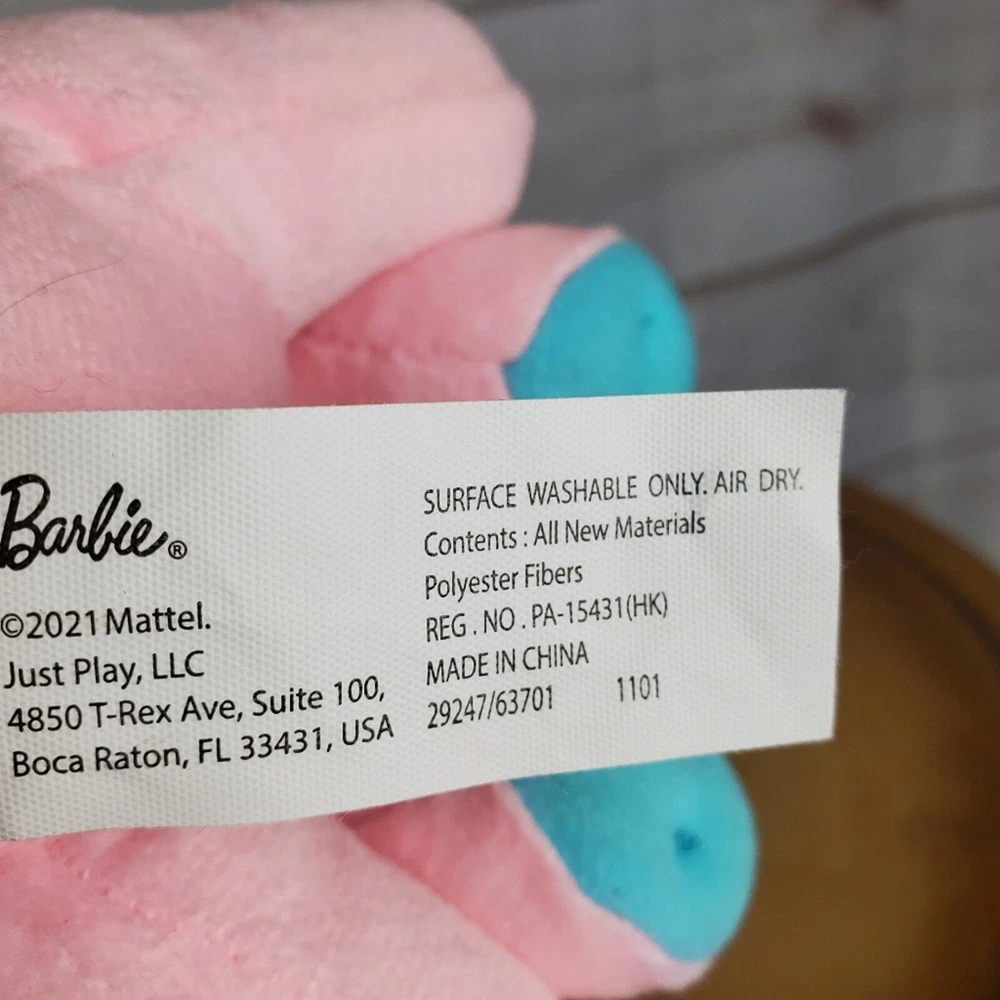 Barbie®
©2021 Mattel.
Just Play, LLC
4850 T-Rex Ave, Suite 100,
Boca Raton, FL 33431, USA
SURFACE WASHABLE ONLY. AIR DRY.
Contents : All New Materials
Polyester Fibers
REG . NO . PA-15431(HK)
MADE IN CHINA
29247/63701 1101